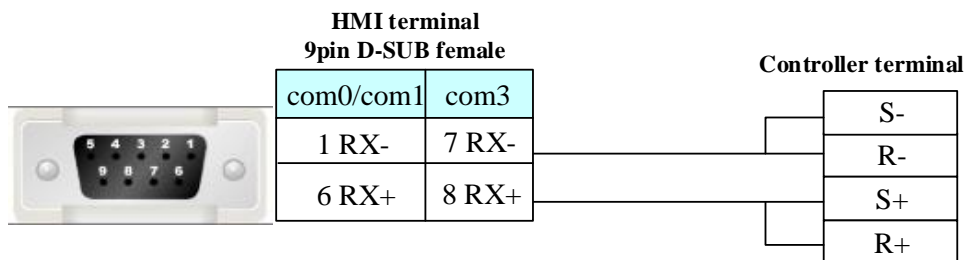 HMI terminal
9pin D-SUB female
Controller terminal
com0/com1 com3
1 RX- 7 RX-
6 RX+ 8 RX+
5 4 3 2 1
9 8 7 6
S-
R-
S+
R+